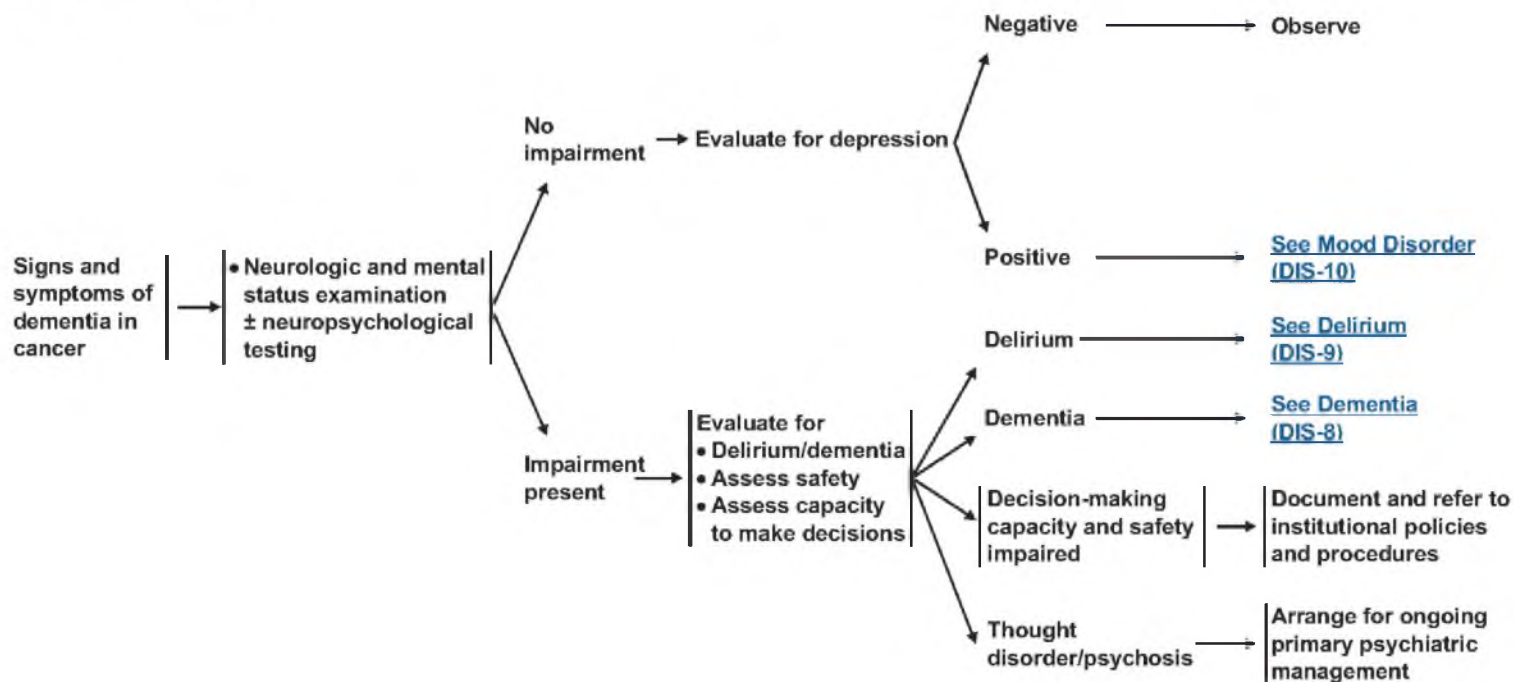 Negative
Observe
No
impairment
Evaluate for depression
Positive
See Mood Disorder
(DIS-10)
Signs and
symptoms of
dementia in
cancer
• Neurologic and mental
status examination
± neuropsychological
testing
Delirium
See Delirium
(DIS-9)
Dementia
See Dementia
(DIS-8)
Impairment
present
Evaluate for
• Delirium/dementia
• Assess safety
• Assess capacity
to make decisions
Decision-making
capacity and safety
impaired
Document and refer to
institutional policies
and procedures
Thought
disorder/psychosis
Arrange for ongoing
primary psychiatric
management